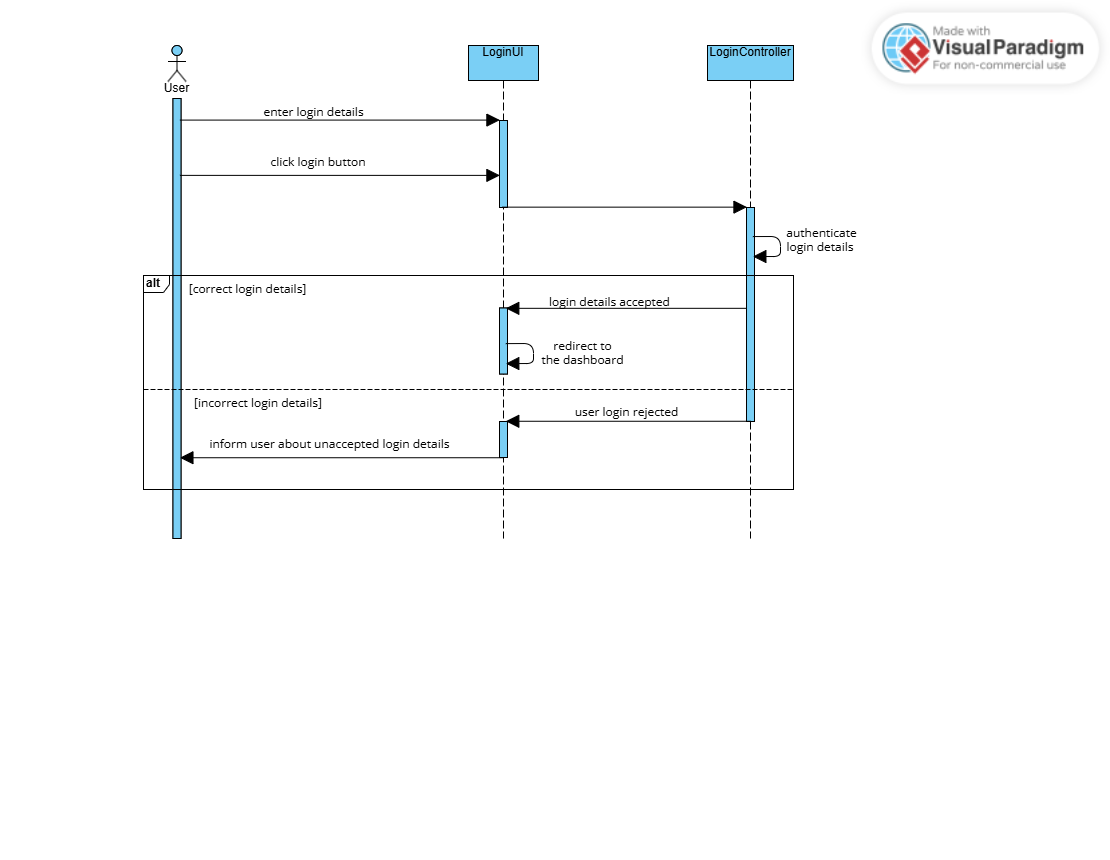 Made with
VisualParadigm
For non-commercial use
LoginUI
LoginController
User
enter login details
click login button
authenticate
login details
alt
[correct login details]
login details accepted
redirect to
the dashboard
[incorrect login details]
user login rejected
inform user about unaccepted login details